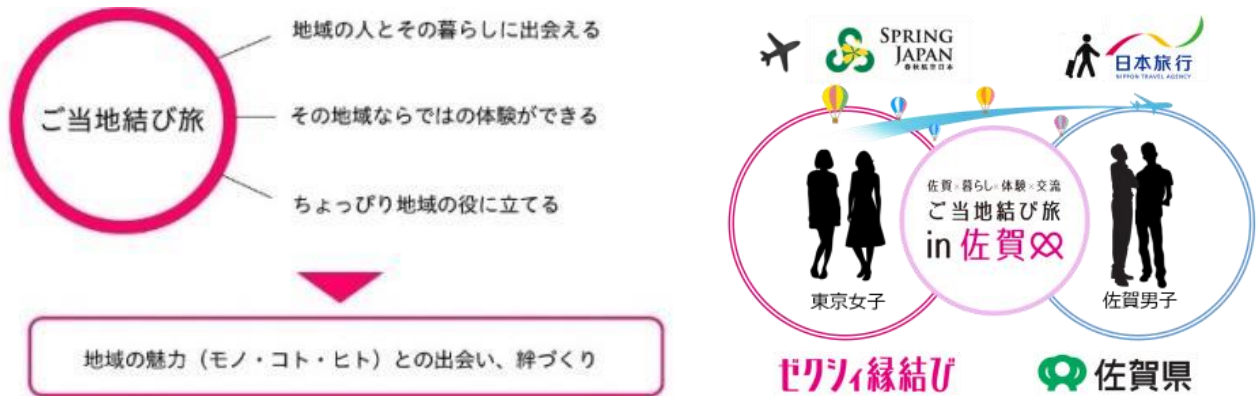 ご当地結び旅
地域の人とその暮らしに出会える
その地域ならではの体験ができる
ちょっぴり地域の役に立てる
地域の魅力（モノ・コト・ヒト）との出会い、絆づくり
SPRING
JAPAN
春秋航空日本
日本旅行
NIPPON TRAVEL AGENCY
佐賀×暮らし×体験×交流
ご当地結び旅
in 佐賀
東京女子
佐賀男子
ゼクシィ縁結び
佐賀県